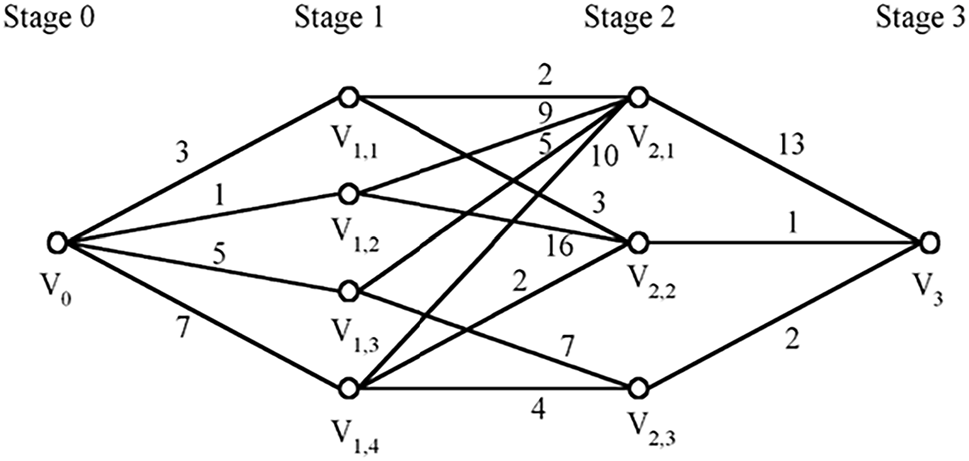 Stage 0 Stage 1 Stage 2 Stage 3
2
9
V1,1 5 V2,1
3 10 13
1
3
V1,2 16 1
5
V0 2 V2,2 V3
7 V1,3 7 2
4
V1,4 V2,3